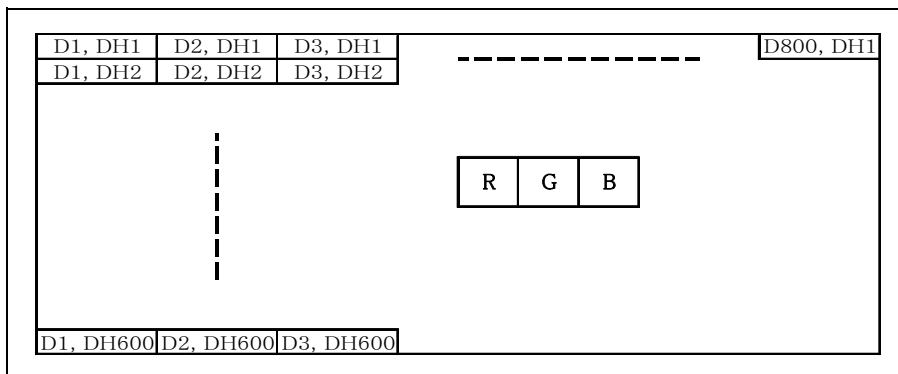 D1, DH1 D2, DH1 D3, DH1 D800, DH1
D1, DH2 D2, DH2 D3, DH2
R G B
D1, DH600 D2, DH600 D3, DH600